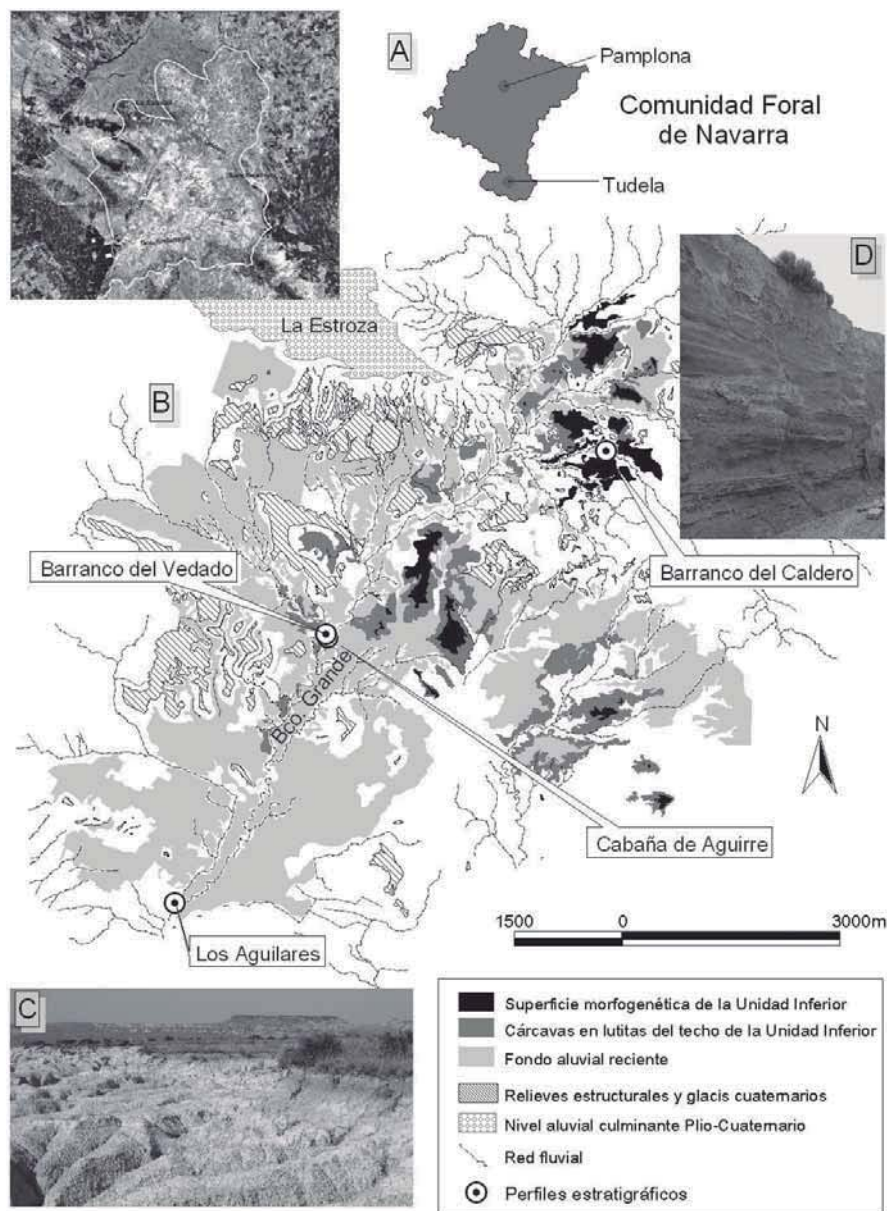 A
Pamplona
Comunidad Foral
de Navarra
Tudela
D
La Estroza
B
Barranco del Vedado
Barranco del Caldero
Bco. Grande
N
Cabaña de Aguirre
1500 0 3000m
Los Aguilares
C
Superficie morfogenética de la Unidad Inferior
Cárcavas en lutitas del techo de la Unidad Inferior
Fondo aluvial reciente
Relieves estructurales y glacis cuaternarios
Nivel aluvial culminante Plio-Cuaternario
Red fluvial
Perfiles estratigráficos